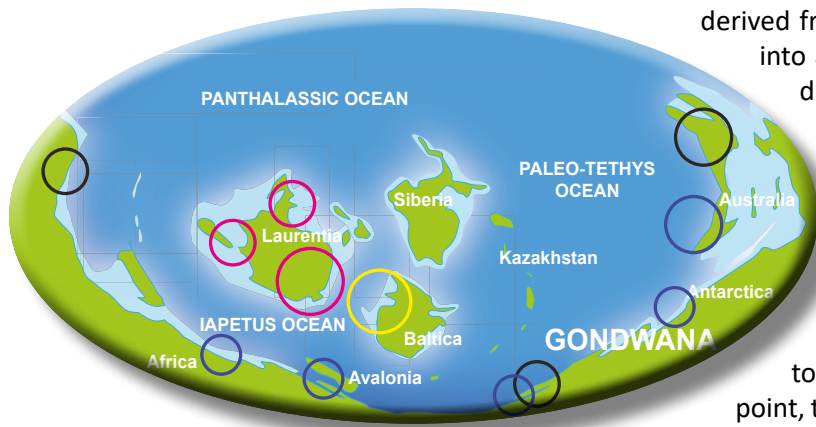 derived fr
into
d
PANTHALASSIC OCEAN
PALEO-TETHYS
OCEAN
Siberia
Australia
Laurentia
Kazakhstan
Antarctica
IAPETUS OCEAN
Baltica
GONDWANA
Africa
Avalonia
to
point, t